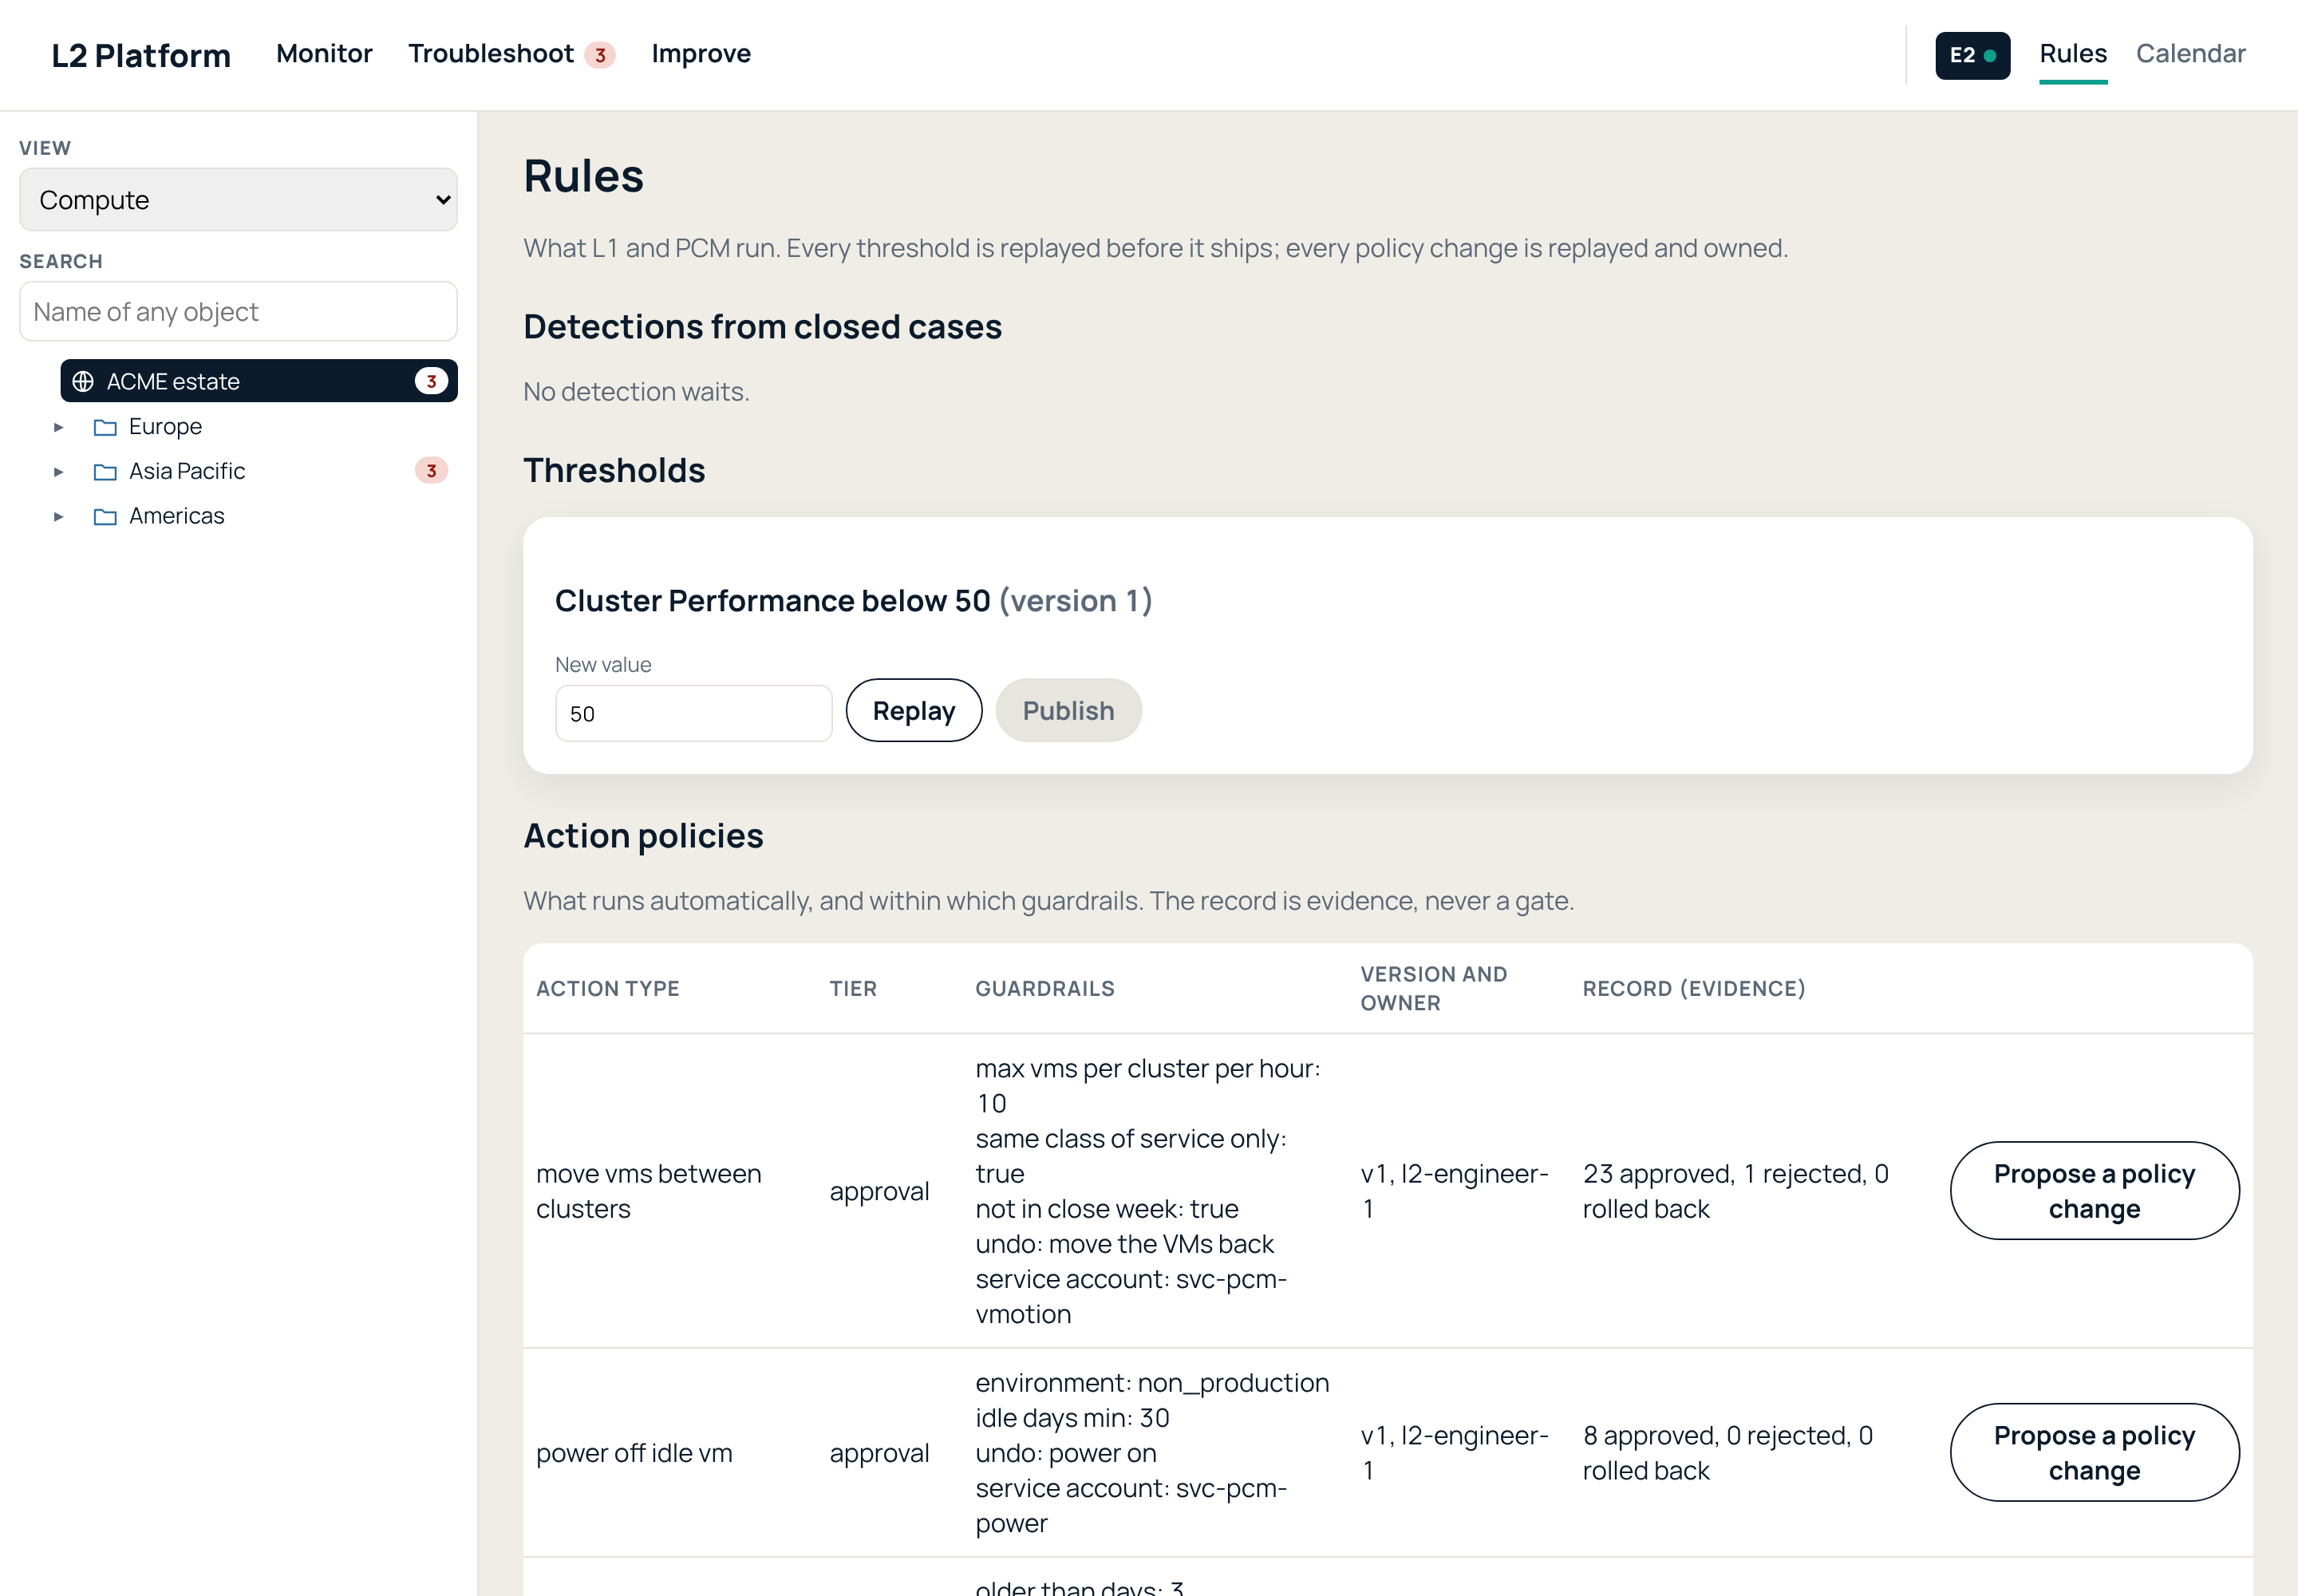 L2 Platform
Monitor
Troubleshoot 3
Improve
E2
Rules
Calendar
VIEW
Compute
SEARCH
Name of any object
ACME estate 3
Europe
Asia Pacific 3
Americas
Rules
What L1 and PCM run. Every threshold is replayed before it ships; every policy change is replayed and owned.
Detections from closed cases
No detection waits.
Thresholds
Cluster Performance below 50 (version 1)
New value
50
Replay
Publish
Action policies
What runs automatically, and within which guardrails. The record is evidence, never a gate.
ACTION TYPE
TIER
GUARDRAILS
VERSION AND
OWNER
RECORD (EVIDENCE)
move vms between
clusters
approval
max vms per cluster per hour:
10
same class of service only:
true
not in close week: true
undo: move the VMs back
service account: svc-pcm-
vmotion
v1, l2-engineer-
1
23 approved, 1 rejected, 0
rolled back
Propose a policy
change
power off idle vm
approval
environment: non_production
idle days min: 30
undo: power on
service account: svc-pcm-
power
v1, l2-engineer-
1
8 approved, 0 rejected, 0
rolled back
Propose a policy
change
older than days: 3